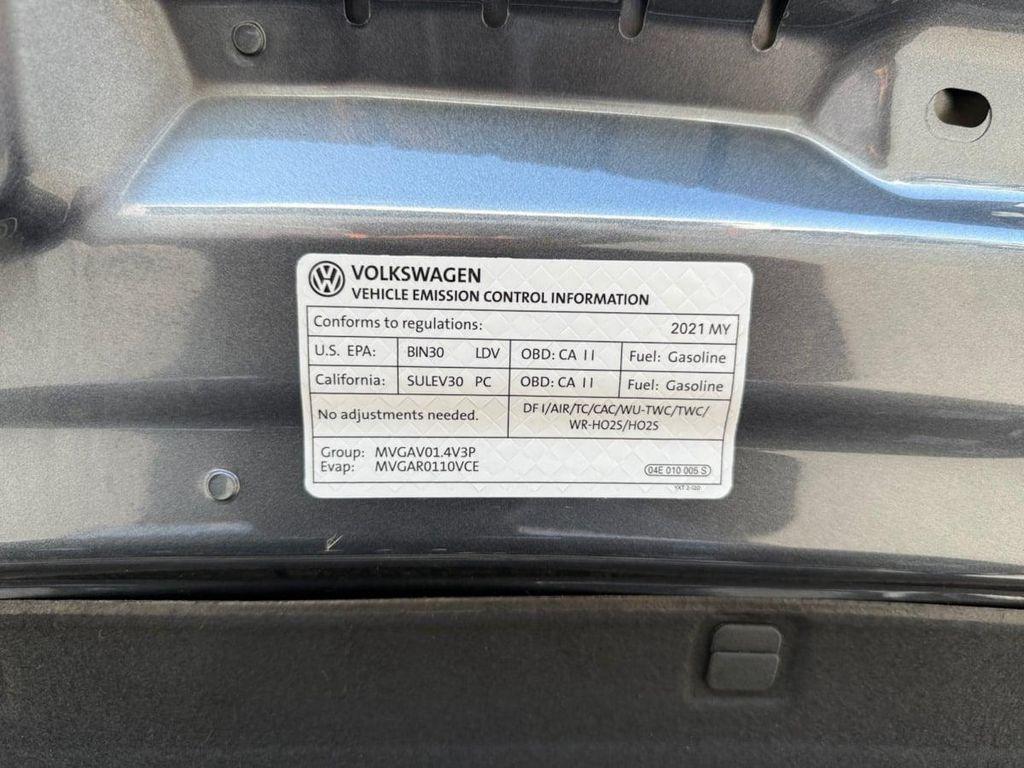 VOLKSWAGEN
VEHICLE EMISSION CONTROL INFORMATION
Conforms to regulations: 2021 MY
U.S. EPA: BIN30 LDV OBD: CA II Fuel: Gasoline
California: SULEV30 PC OBD: CA II Fuel: Gasoline
No adjustments needed. DFI/AIR/TC/CAC/WU-TWC/TWC/
WR-HO2S/HO2S
Group: MVGAV01.4V3P
Evap: MVGAR0110VCE
04E 010 005 S